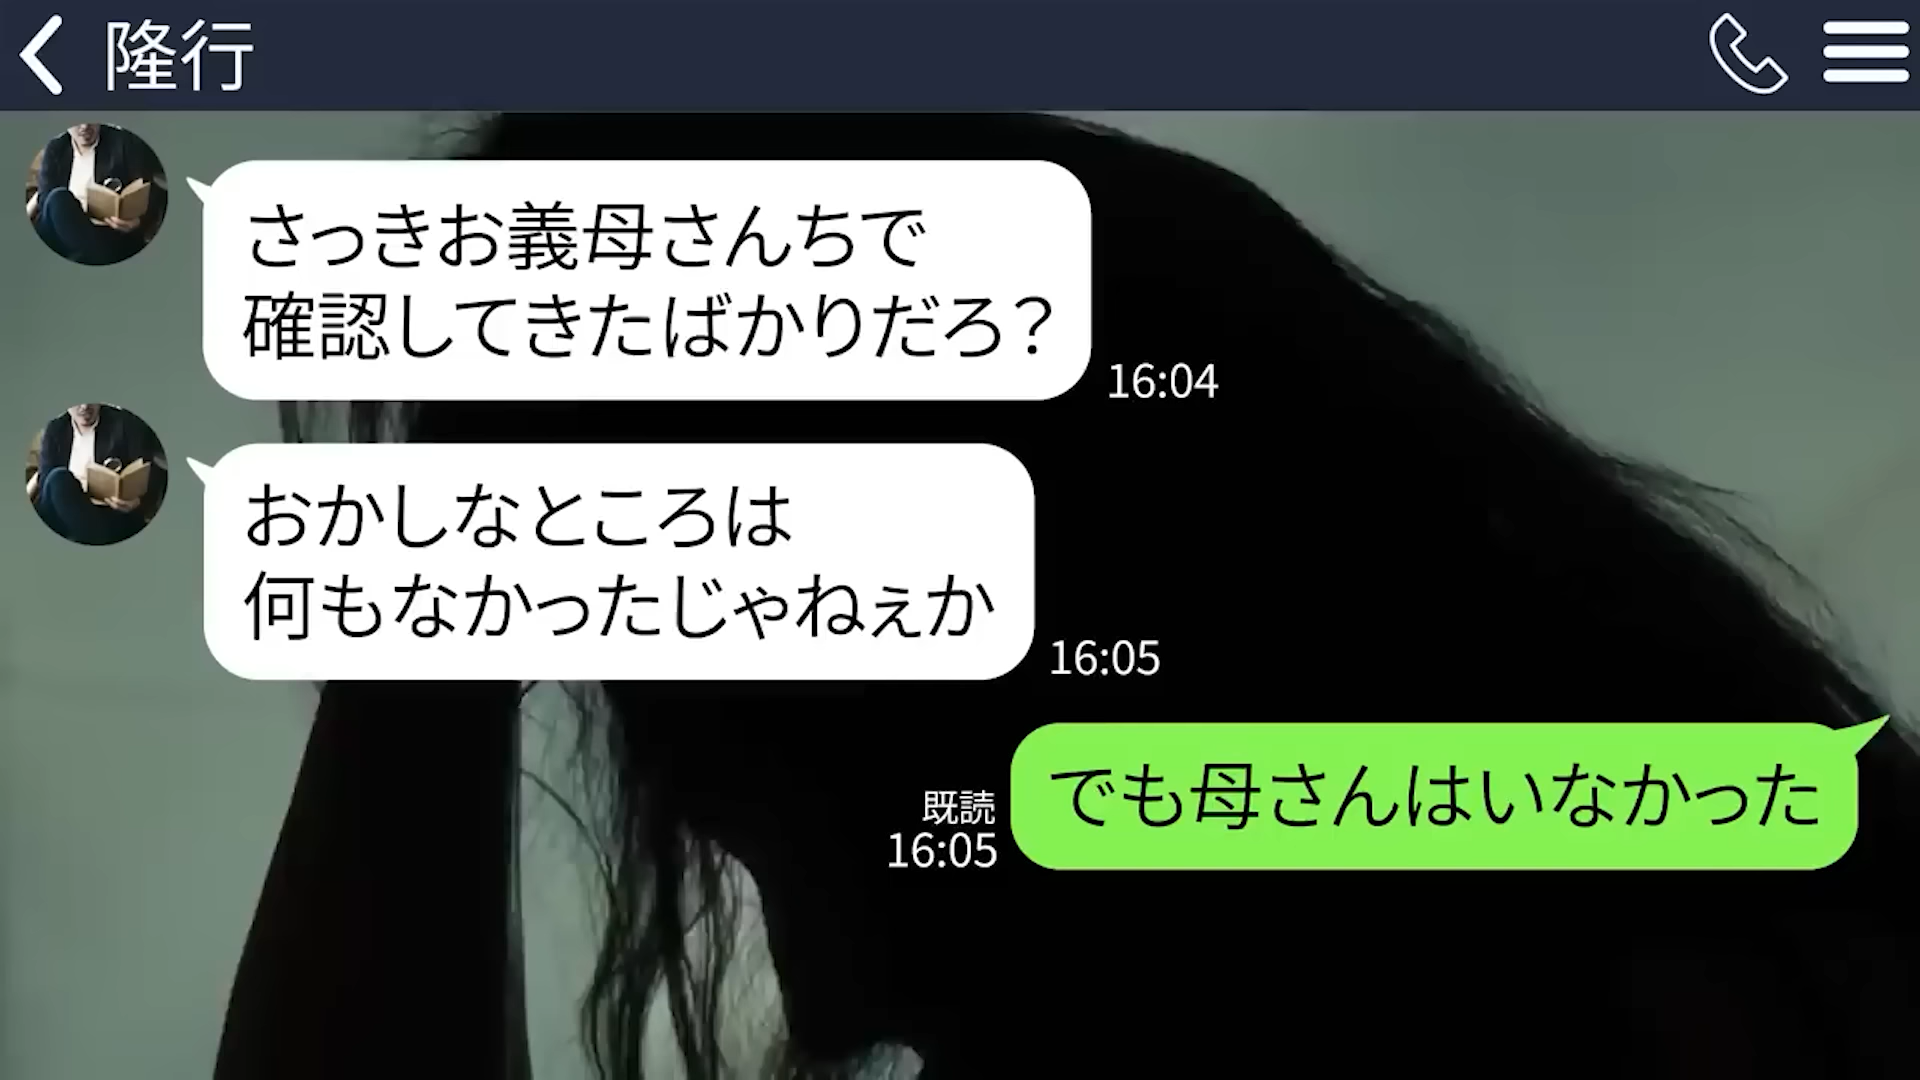 隆行
さっきお義母さんちで
確認してきたばかりだろ？
16:04
おかしなところは
何もなかったじゃねぇか
16:05
でも母さんはいなかった
既読
16:05